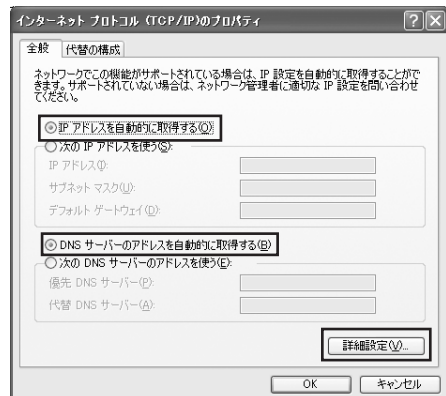 インターネット プロトコル (TCP/IP)のプロパティ
全般 代替の構成
ネットワークでこの機能がサポートされている場合は、IP 設定を自動的に取得することがで
きます。サポートされていない場合は、ネットワーク管理者に適切な IP 設定を問い合わせ
てください。
IP アドレスを自動的に取得する(O)
次の IP アドレスを使う(S):
IP アドレス(I):
サブネット マスク(U):
デフォルト ゲートウェイ(D):
DNS サーバーのアドレスを自動的に取得する(B)
次の DNS サーバーのアドレスを使う(E):
優先 DNS サーバー(P):
代替 DNS サーバー(A):
詳細設定(V)...
OK キャンセル